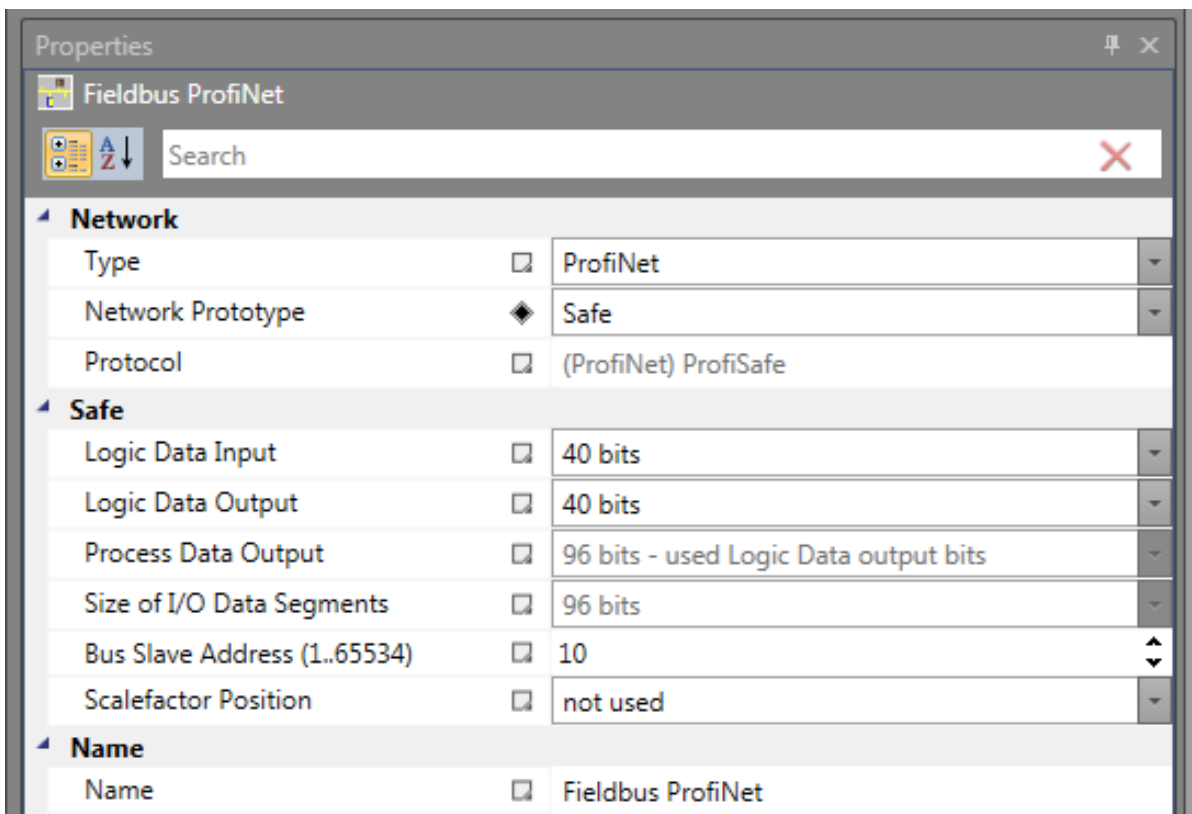 Properties
Fieldbus ProfiNet
A Z Search
Network
Type ProfiNet
Network Prototype Safe
Protocol (ProfiNet) ProfiSafe
Safe
Logic Data Input 40 bits
Logic Data Output 40 bits
Process Data Output 96 bits - used Logic Data output bits
Size of I/O Data Segments 96 bits
Bus Slave Address (1..65534) 10
Scalefactor Position not used
Name
Name Fieldbus ProfiNet